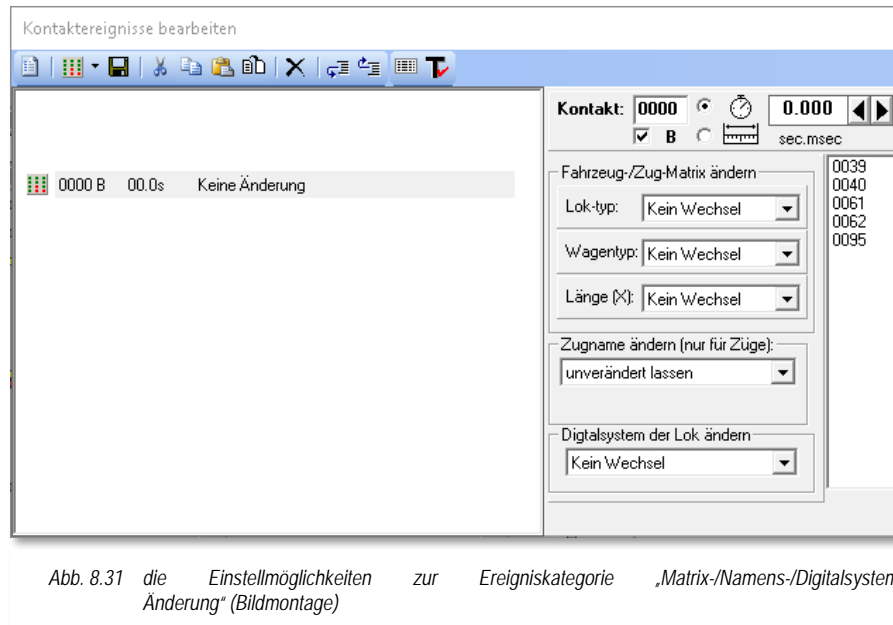 Kontaktereignisse bearbeiten
Kontakt: 0000 0.000
B sec.msec
0000 B 00.0s Keine Änderung
Fahrzeug-/Zug-Matrix ändern
Lok-typ: Kein Wechsel
Wagentyp: Kein Wechsel
Länge (X): Kein Wechsel
Zugname ändern (nur für Züge):
unverändert lassen
Digtalsystem der Lok ändern
Kein Wechsel
0039
0040
0061
0062
0095
Abb. 8.31 die Einstellmöglichkeiten zur Ereigniskategorie „Matrix-/Namens-/Digitalsystem
Änderung“ (Bildmontage)